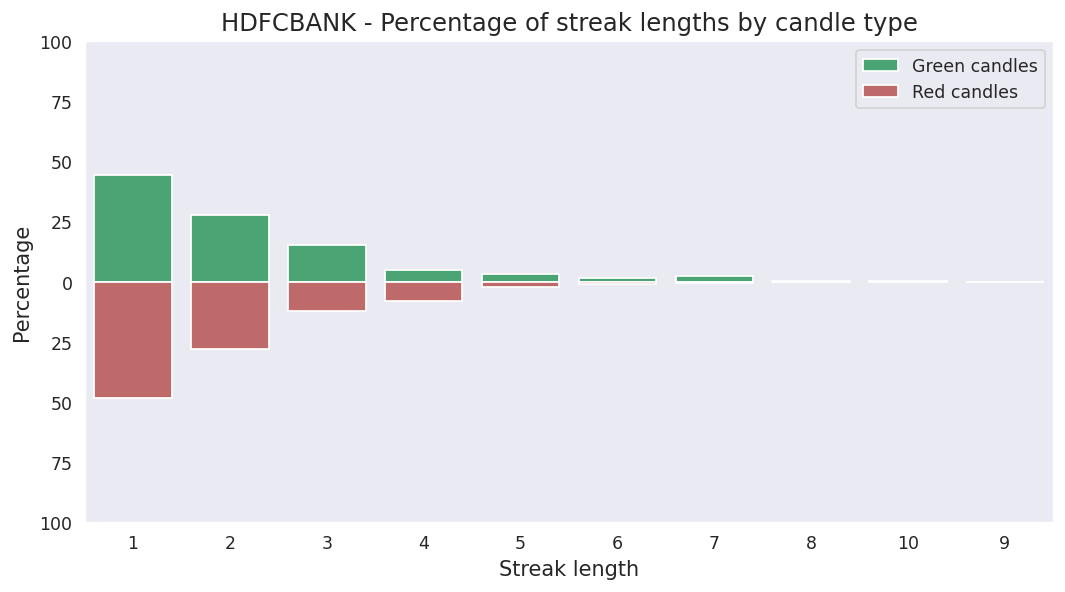 HDFCBANK - Percentage of streak lengths by candle type
Green candles
Red candles
Percentage
100
75
50
25
0
25
50
75
100
1 2 3 4 5 6 7 8 10 9
Streak length